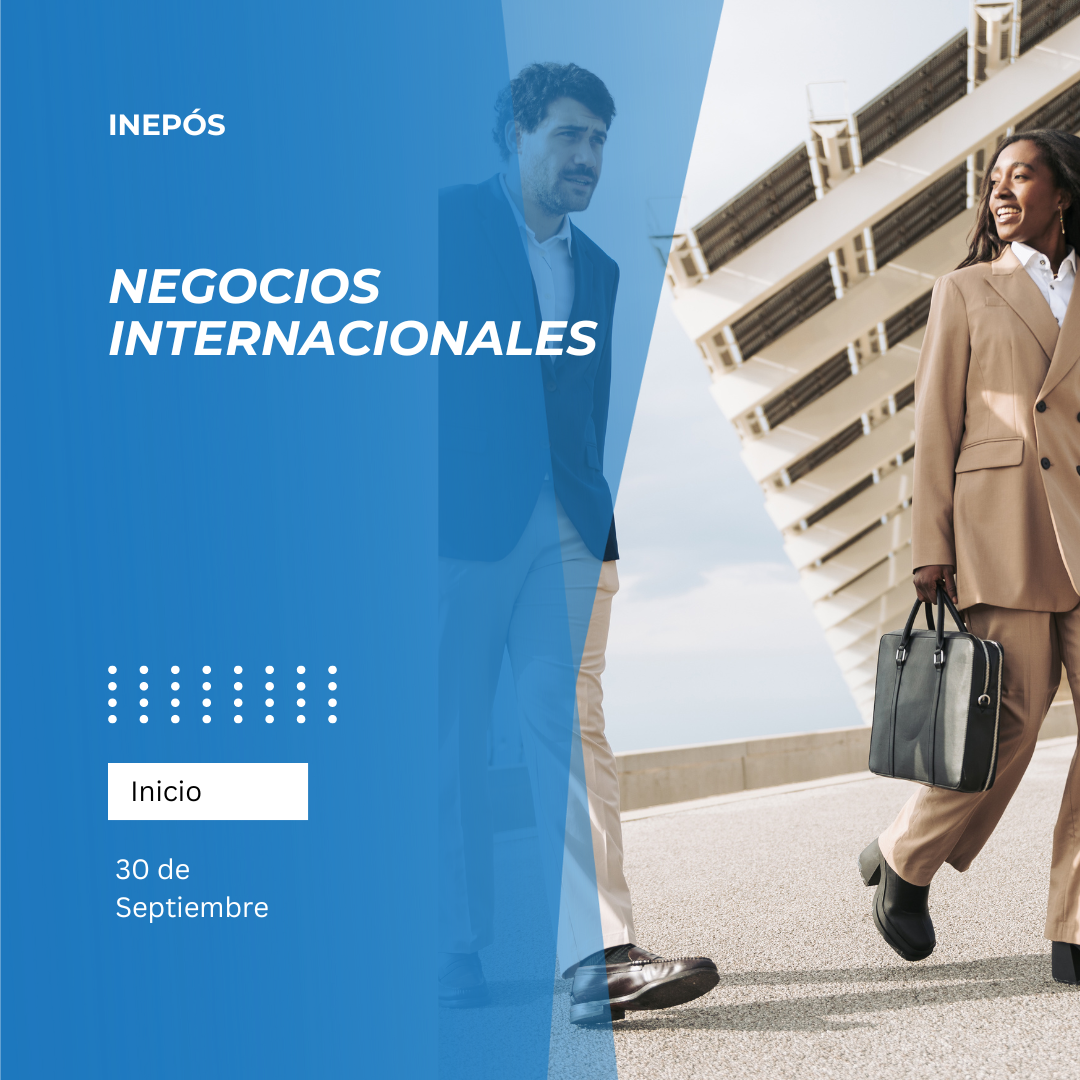 INEPÓS
NEGOCIOS
INTERNACIONALES
Inicio
30 de
Septiembre